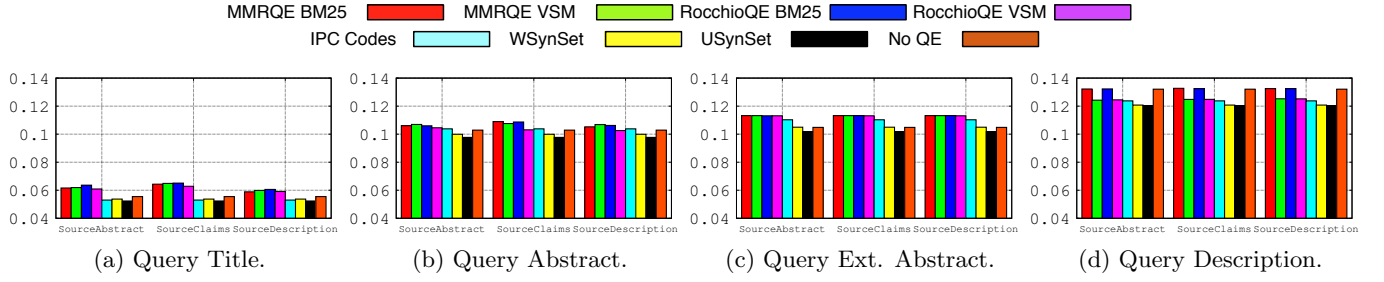 MMRQE BM25 MMRQE VSM RocchioQE BM25 RocchioQE VSM
IPC Codes WSynSet USynSet No QE
0.14 0.14 0.14 0.14
0.12 0.12 0.12 0.12
0.1 0.1 0.1 0.1
0.08 0.08 0.08 0.08
0.06 0.06 0.06 0.06
0.04 0.04 0.04 0.04
SourceAbstract SourceClaims SourceDescription SourceAbstract SourceClaims SourceDescription SourceAbstract SourceClaims SourceDescription SourceAbstract SourceClaims SourceDescription
(a) Query Title. (b) Query Abstract. (c) Query Ext. Abstract. (d) Query Description.